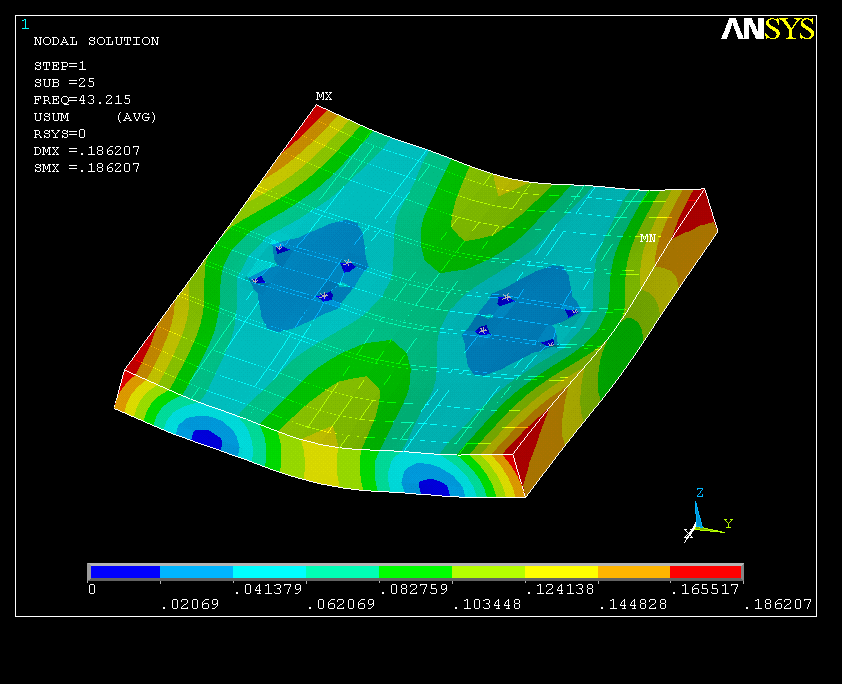 1
ANSYS
NODAL SOLUTION
STEP=1
SUB =25
FREQ=43.215
USUM (AVG)
RSYS=0
DMX =.186207
SMX =.186207
MX
MN
Z
Y
X
0 .041379 .082759 .124138 .165517
.02069 .062069 .103448 .144828 .186207